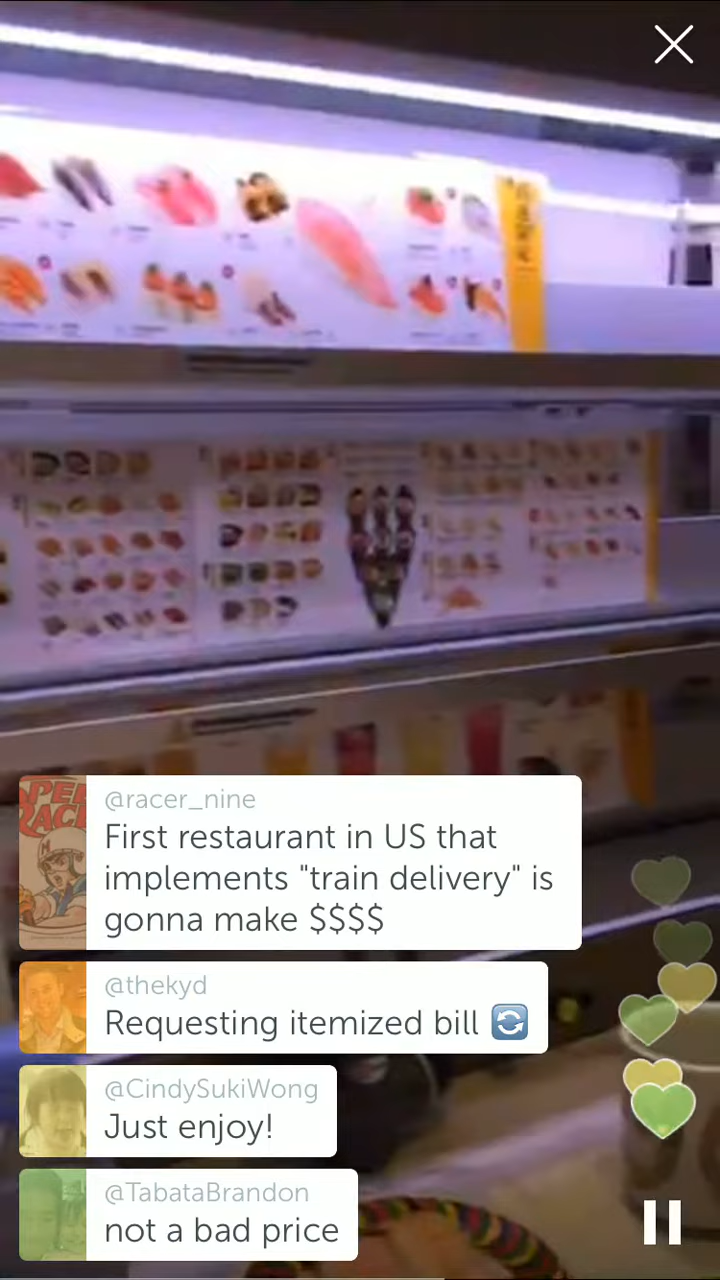 @racer_nine
First restaurant in US that
implements "train delivery" is
gonna make $$$$
@thekyd
Requesting itemized bill 🔄
@CindySukiWong
Just enjoy!
@TabataBrandon
not a bad price